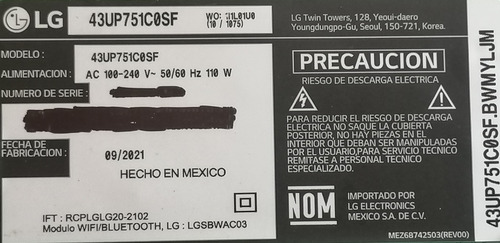 LG
43UP751C0SF
WO: W1L01U0
(10 / 1075)
MODELO :
43UP751C0SF
ALIMENTACION :
AC 100-240 V~ 50/60 Hz 110 W
NUMERO DE SERIE :
FECHA DE
FABRICACION :
09/2021
HECHO EN MEXICO
IFT : RCPLGLG20-2102
Modulo WIFI/BLUETOOTH, LG : LGSBWAC03
LG Twin Towers, 128, Yeoui-daero
Youngdungpo-Gu, Seoul, 150-721, Korea.
PRECAUCION
RIESGO DE DESCARGA ELECTRICA
PARA REDUCIR EL RIESGO DE DESCARGA
ELECTRICA NO SAQUE LA CUBIERTA
POSTERIOR, NO HAY PIEZAS EN EL
INTERIOR QUE DEBAN SER MANIPULADAS
POR EL USUARIO,PARA SERVICIO TECNICO
REMITASE A PERSONAL TECNICO
ESPECIALIZADO.
NOM
IMPORTADO POR
LG ELECTRONICS
MEXICO S.A. DE C.V.
MEZ68742503(REV00)
43UP751C0SF.BWMYLJM